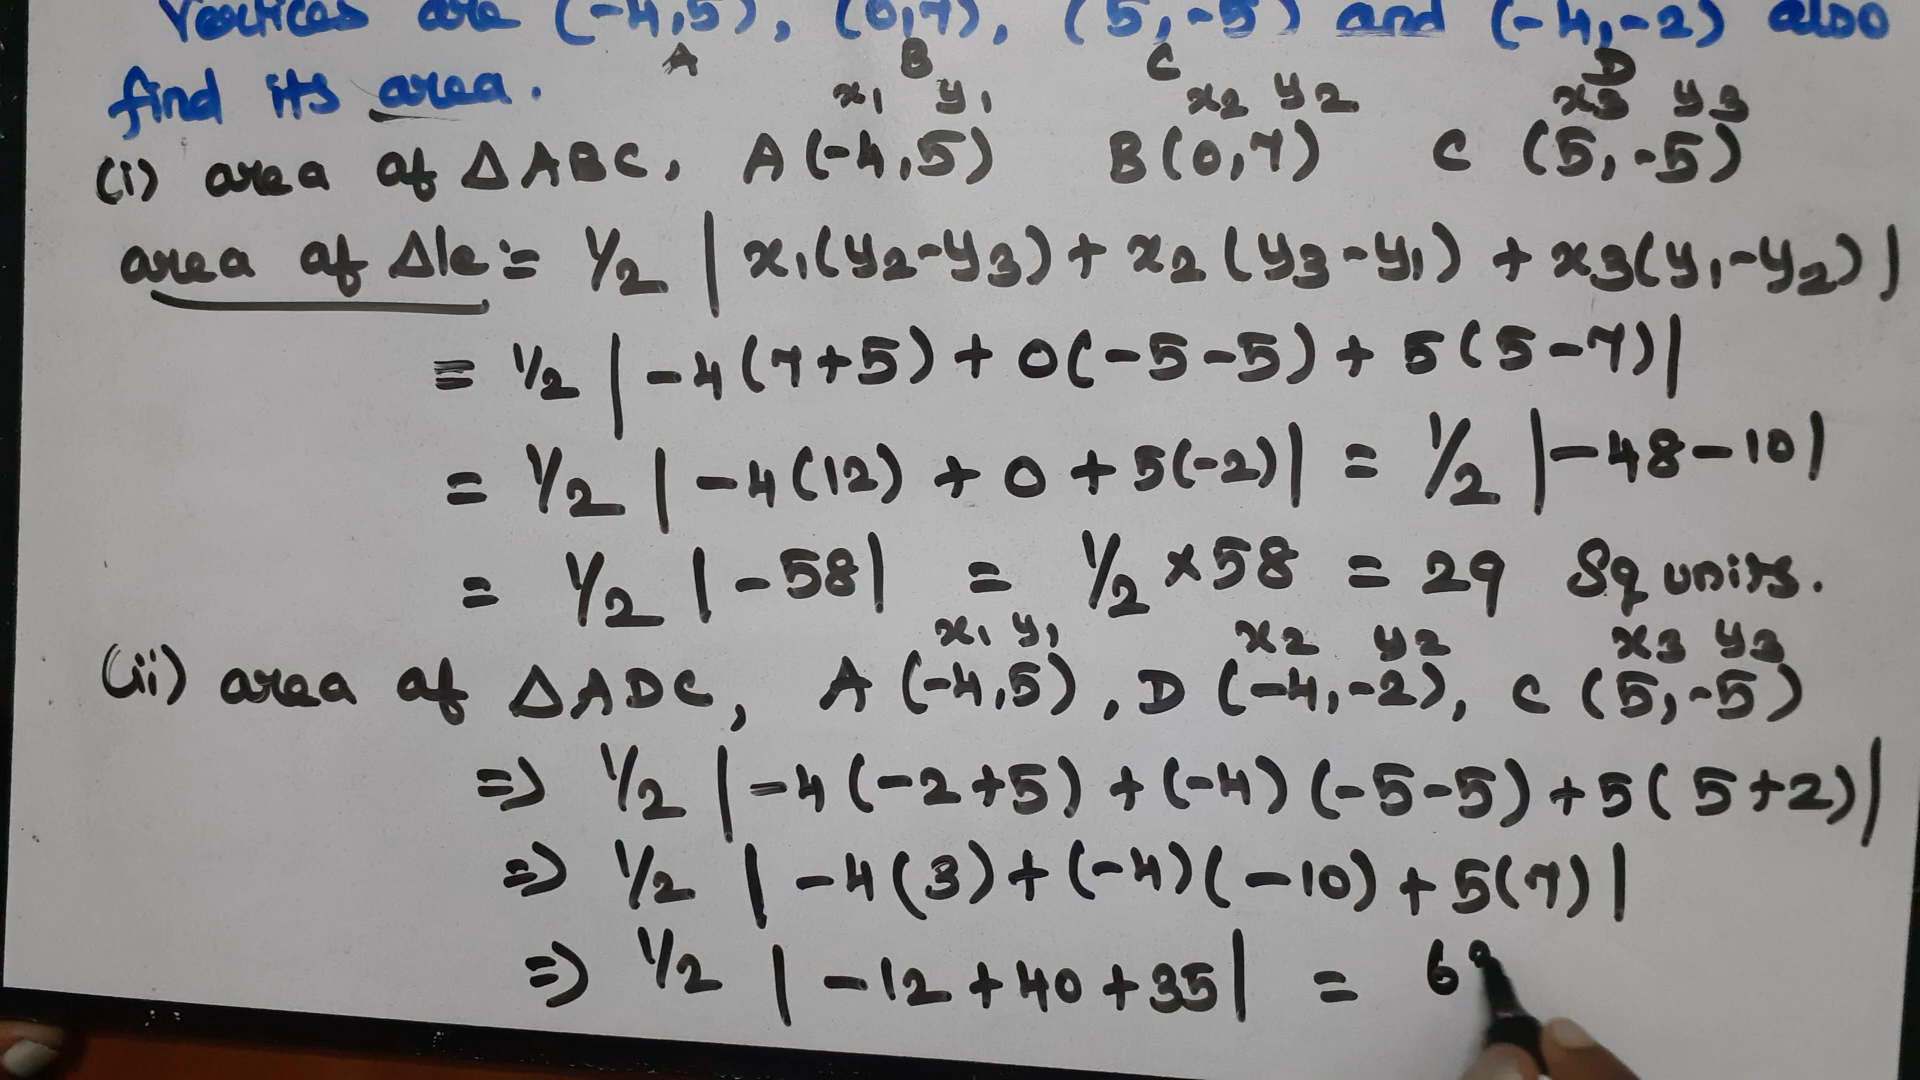 Vertices are (-4,5), (0,7), (5,-5) and (-4,-2) also
A B C D
find its area.
x1 y1 x2 y2 x3 y3
(i) area of ΔABC, A(-4,5) B(0,7) C (5,-5)
area of Δle = 1/2 | x1(y2-y3) + x2 (y3-y1) + x3(y1-y2) |
= 1/2 | -4(7+5) + 0(-5-5) + 5(5-7)|
= 1/2 | -4(12) + 0 + 5(-2)| = 1/2 |-48-10|
= 1/2 |-58| = 1/2 ×58 = 29 Sq units.
x1 y1 x2 y2 x3 y3
(ii) area of ΔADC, A (-4,5), D (-4,-2), C (5,-5)
=> 1/2 | -4(-2+5) + (-4) (-5-5) + 5( 5+2)|
=> 1/2 | -4(3) + (-4)(-10) + 5(7) |
=> 1/2 | -12 + 40 + 35| = 6